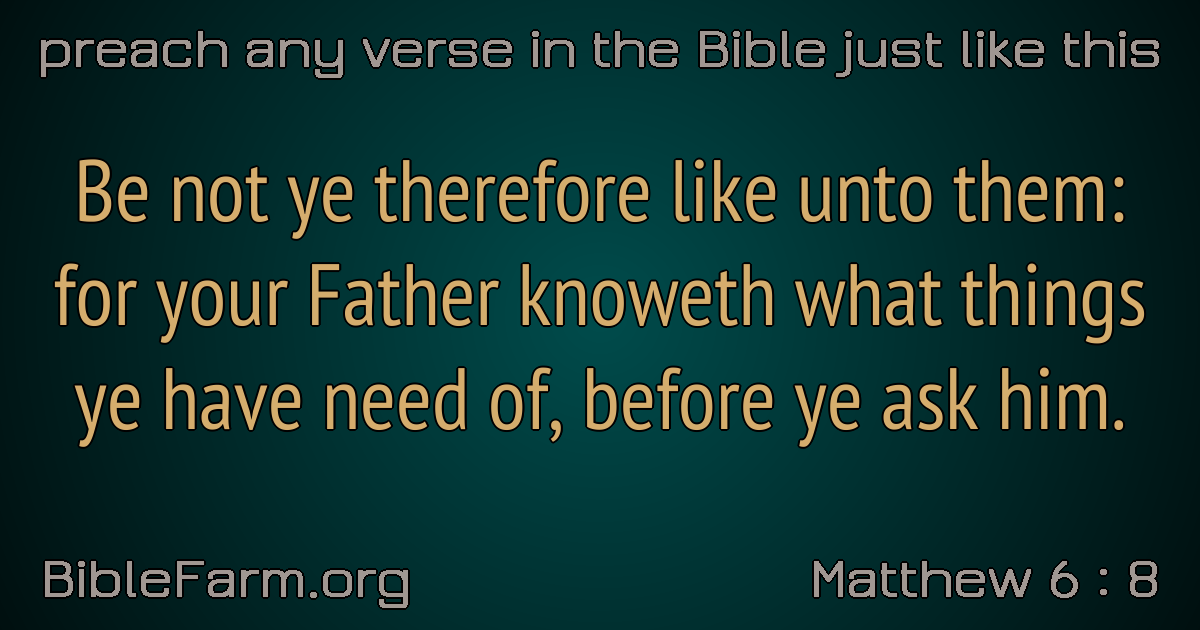 preach any verse in the Bible just like this
Be not ye therefore like unto them:
for your Father knoweth what things
ye have need of, before ye ask him.
BibleFarm.org
Matthew 6 : 8